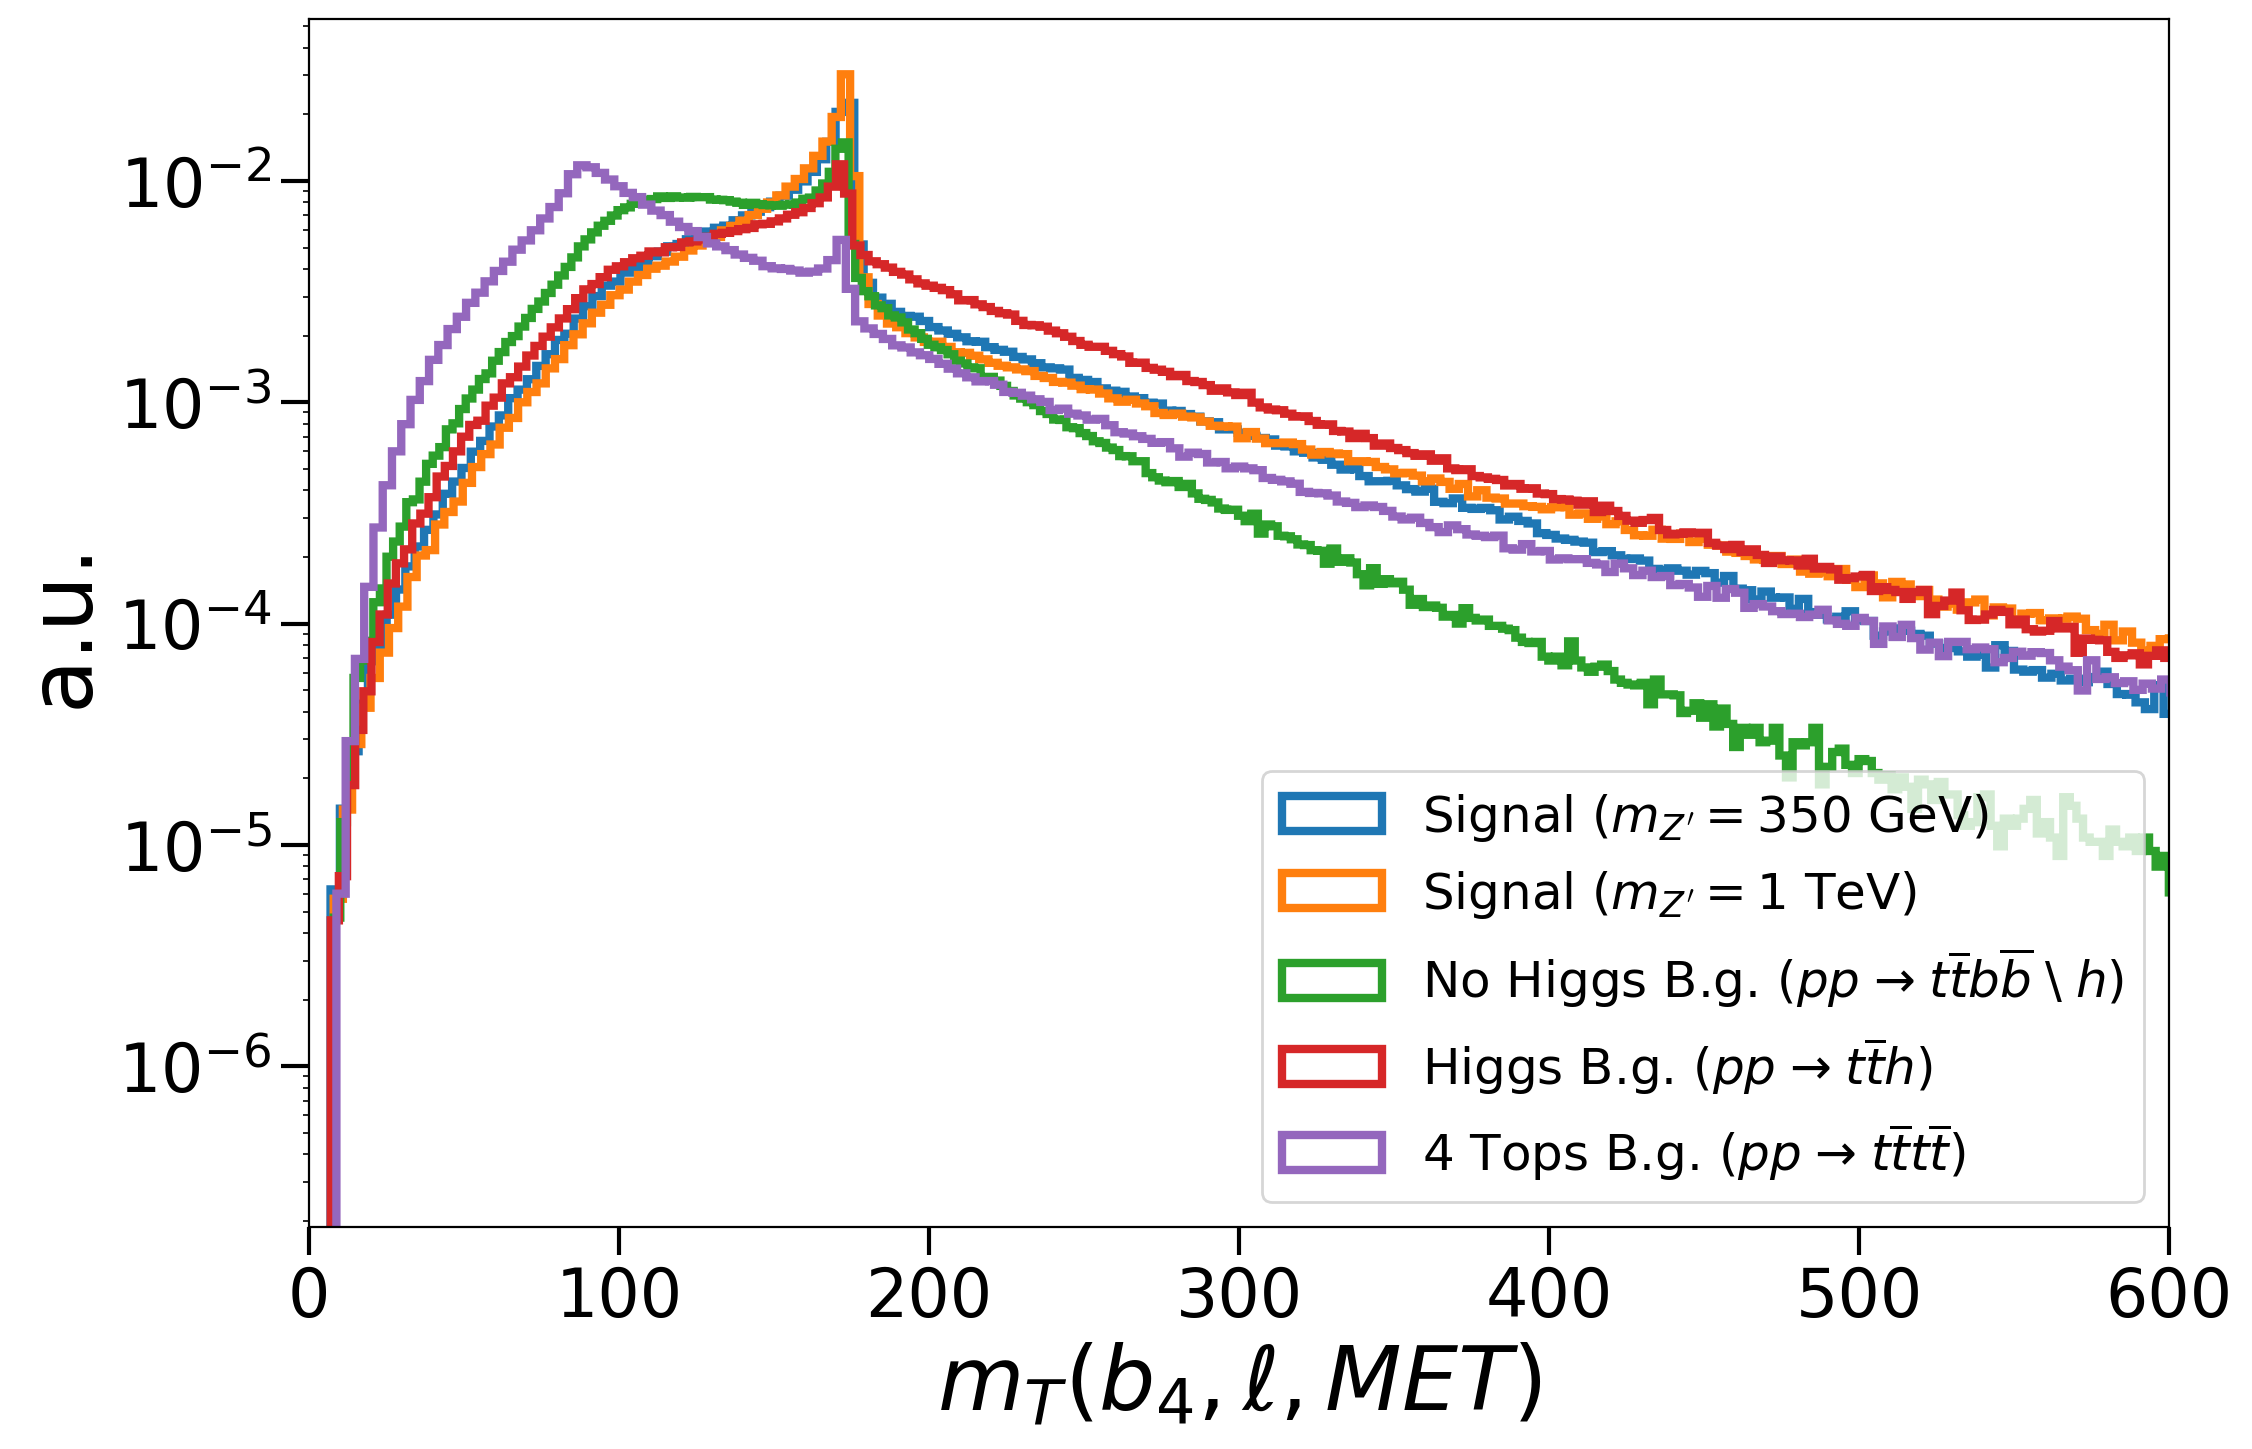 a.u.
10⁻²
10⁻³
10⁻⁴
10⁻⁵
10⁻⁶
Signal (m_Z′ = 350 GeV)
Signal (m_Z′ = 1 TeV)
No Higgs B.g. (pp → tt̅bb̅ \ h)
Higgs B.g. (pp → tt̅h)
4 Tops B.g. (pp → tt̅tt̅)
0 100 200 300 400 500 600
m_T(b₄, ℓ, MET)